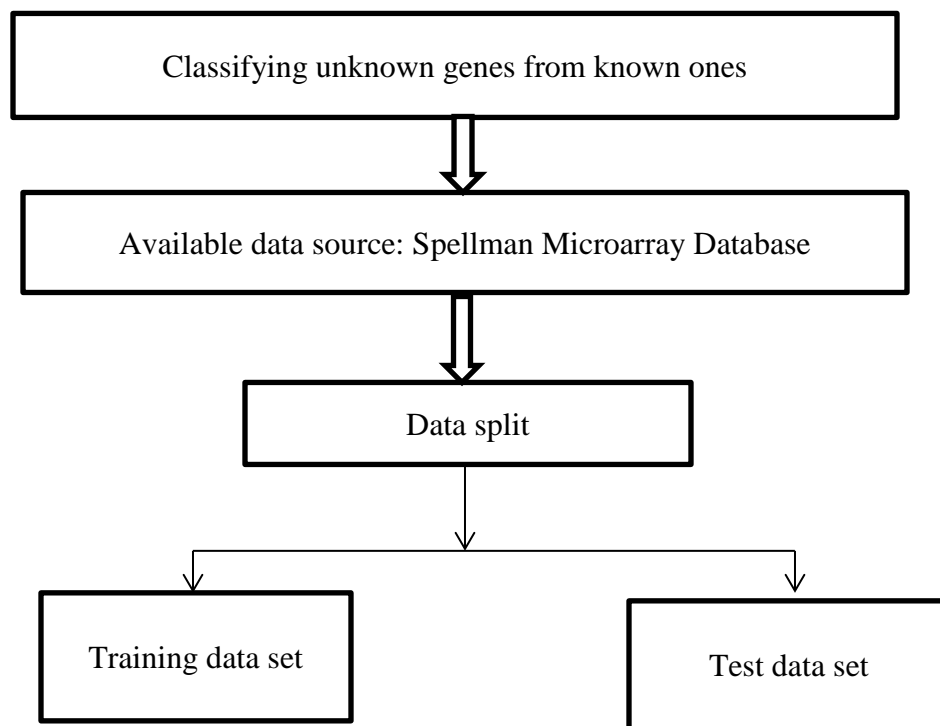 Classifying unknown genes from known ones
Available data source: Spellman Microarray Database
Data split
Training data set
Test data set